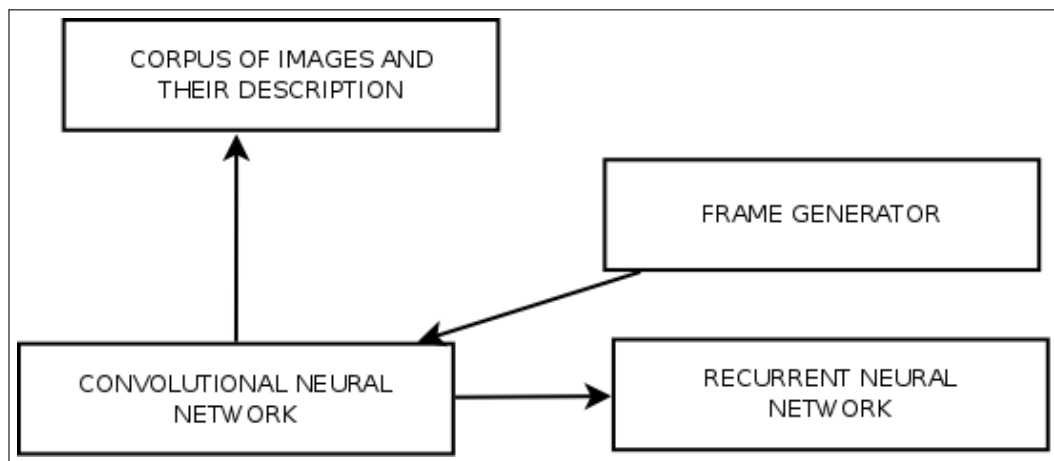 CORPUS OF IMAGES AND
THEIR DESCRIPTION
FRAME GENERATOR
CONVOLUTIONAL NEURAL
NETWORK
RECURRENT NEURAL
NETWORK